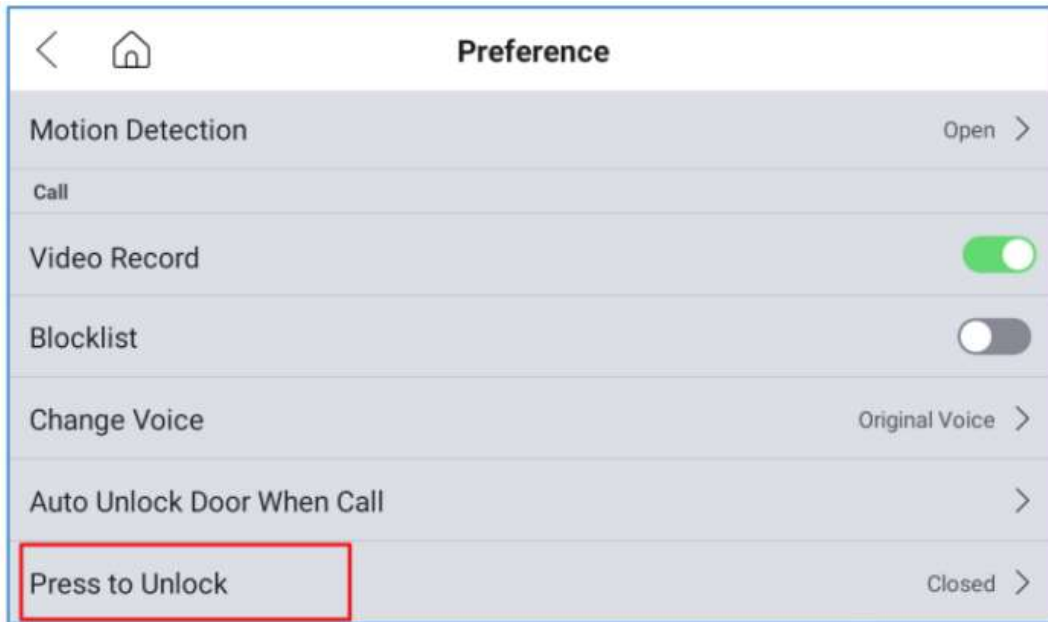 Preference
Motion Detection Open
Call
Video Record
Blocklist
Change Voice Original Voice
Auto Unlock Door When Call
Press to Unlock Closed